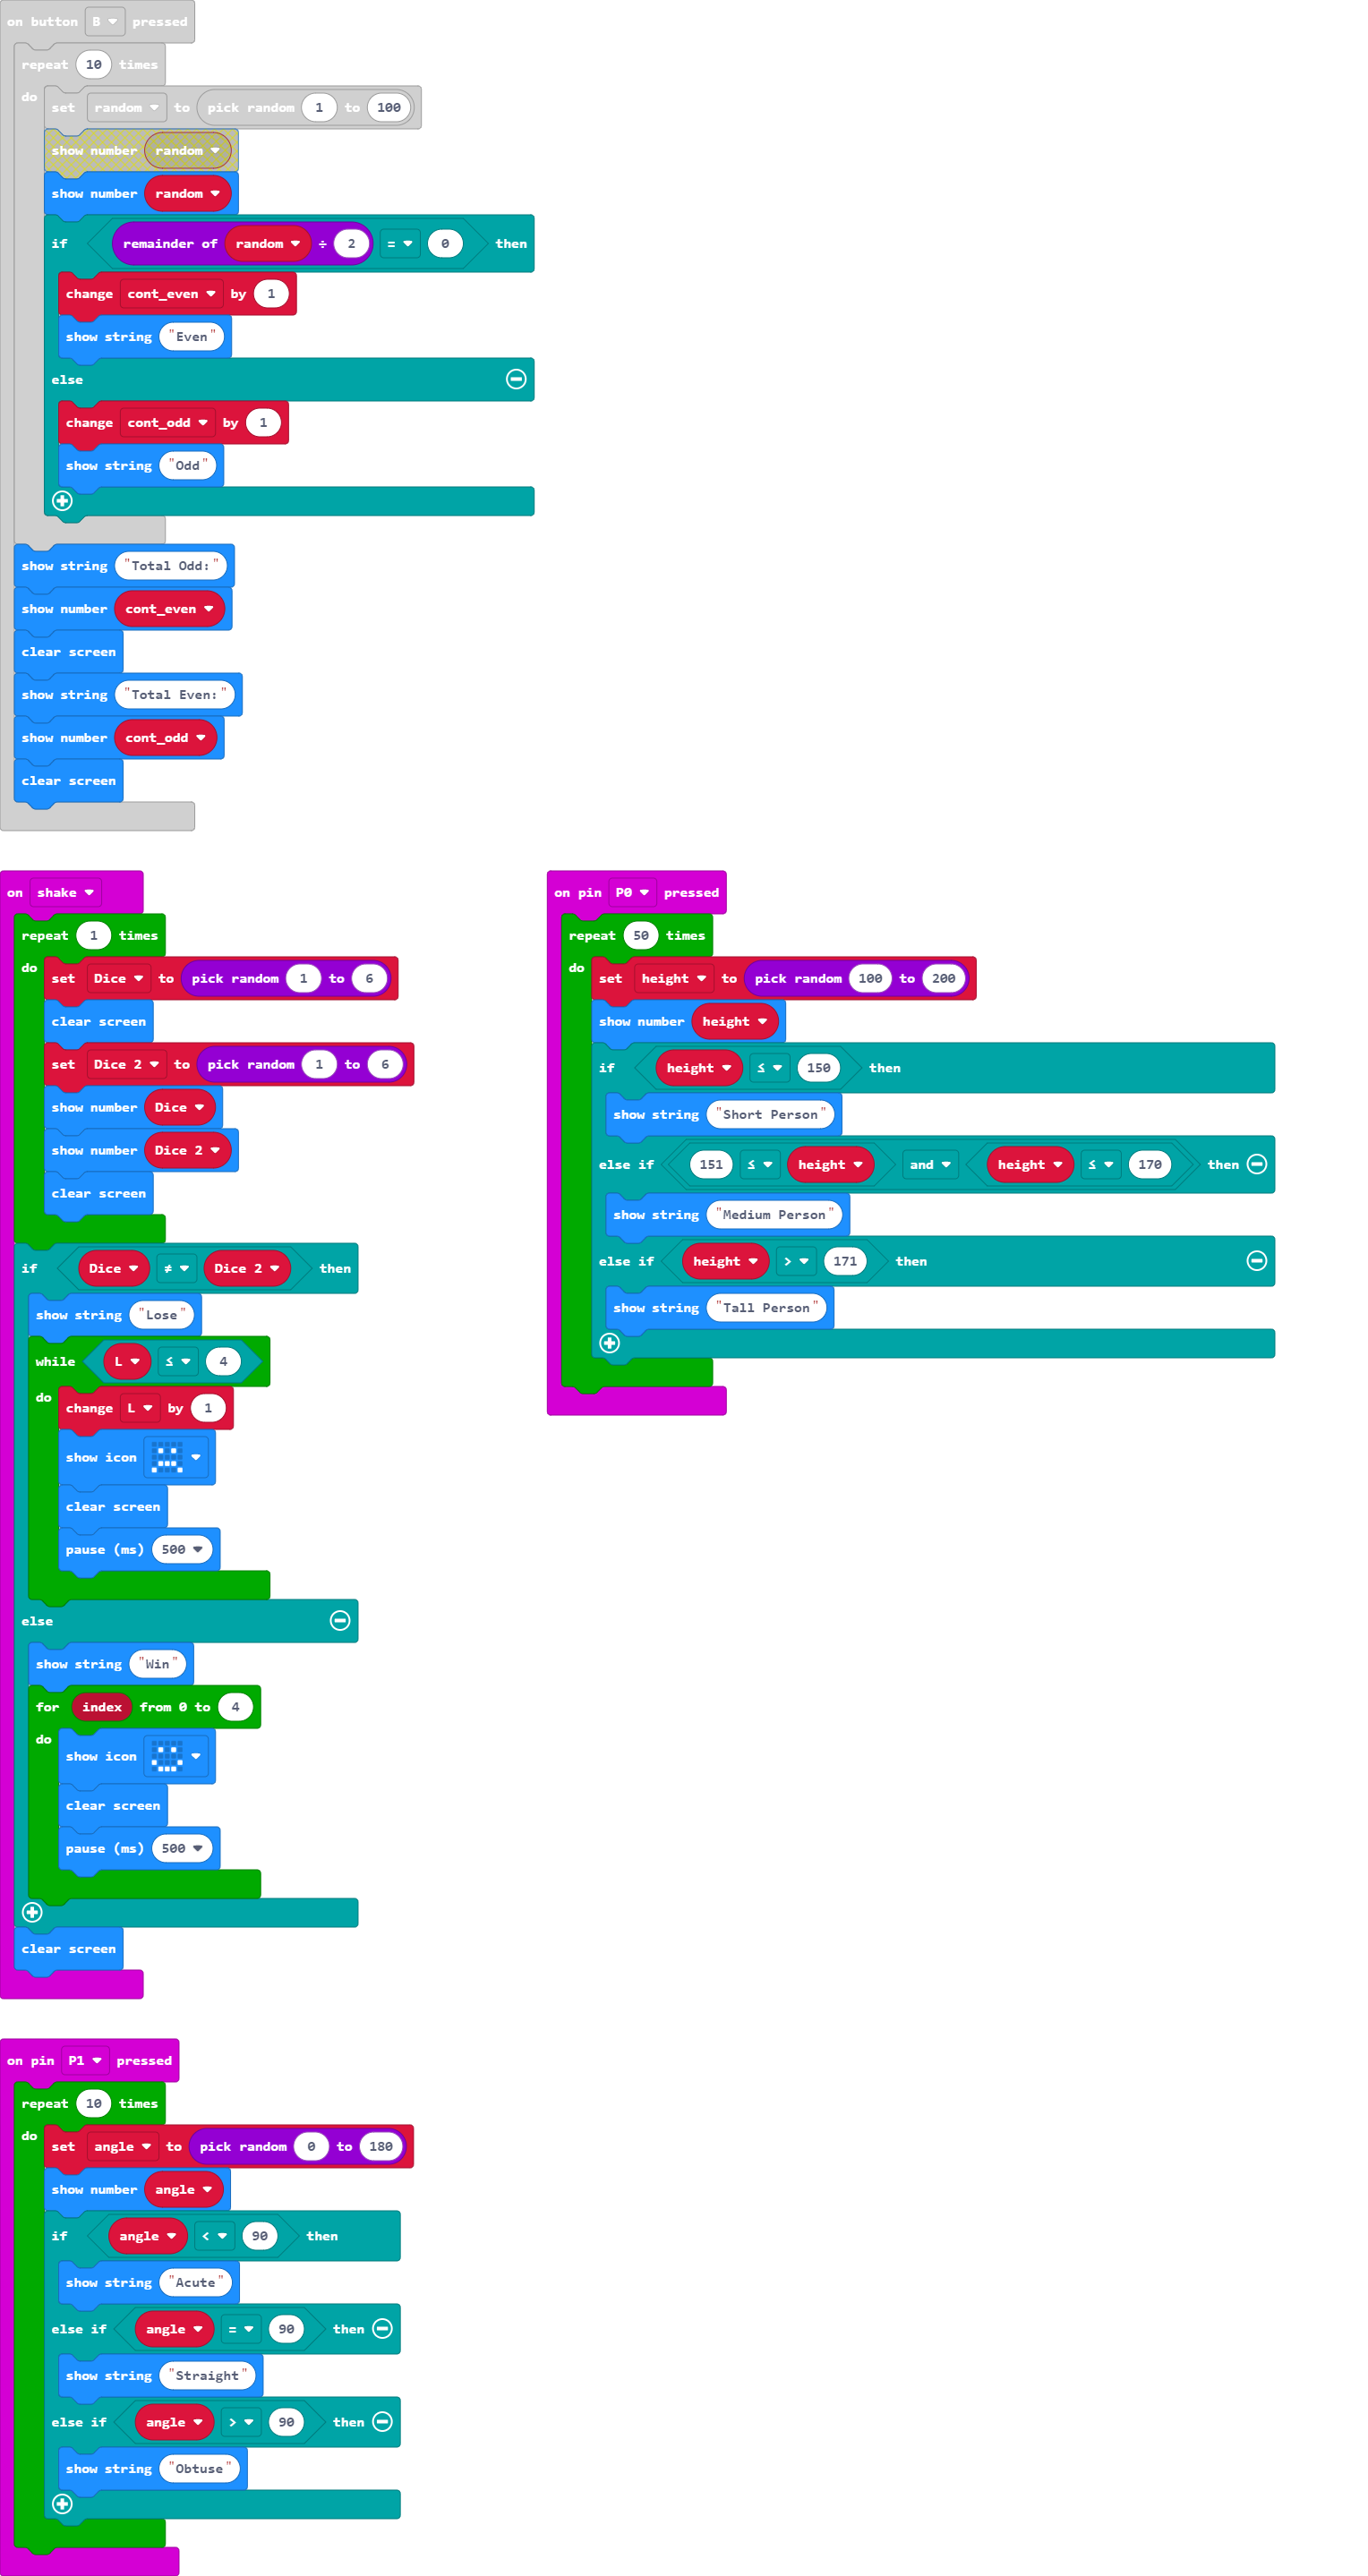 on button B pressed
repeat 10 times
do set random to pick random 1 to 100
show number random
show number random
if remainder of random ÷ 2 = 0 then
change cont_even by 1
show string "Even"
else
change cont_odd by 1
show string "Odd"
show string "Total Odd:"
show number cont_even
clear screen
show string "Total Even:"
show number cont_odd
clear screen
on shake
repeat 1 times
do set Dice to pick random 1 to 6
clear screen
set Dice 2 to pick random 1 to 6
show number Dice
show number Dice 2
clear screen
if Dice ≠ Dice 2 then
show string "Lose"
while L ≤ 4
do change L by 1
show icon
clear screen
pause (ms) 500
else
show string "Win"
for index from 0 to 4
do show icon
clear screen
pause (ms) 500
clear screen
on pin P0 pressed
repeat 50 times
do set height to pick random 100 to 200
show number height
if height ≤ 150 then
show string "Short Person"
else if 151 ≤ height and height ≤ 170 then
show string "Medium Person"
else if height > 171 then
show string "Tall Person"
on pin P1 pressed
repeat 10 times
do set angle to pick random 0 to 180
show number angle
if angle < 90 then
show string "Acute"
else if angle = 90 then
show string "Straight"
else if angle > 90 then
show string "Obtuse"